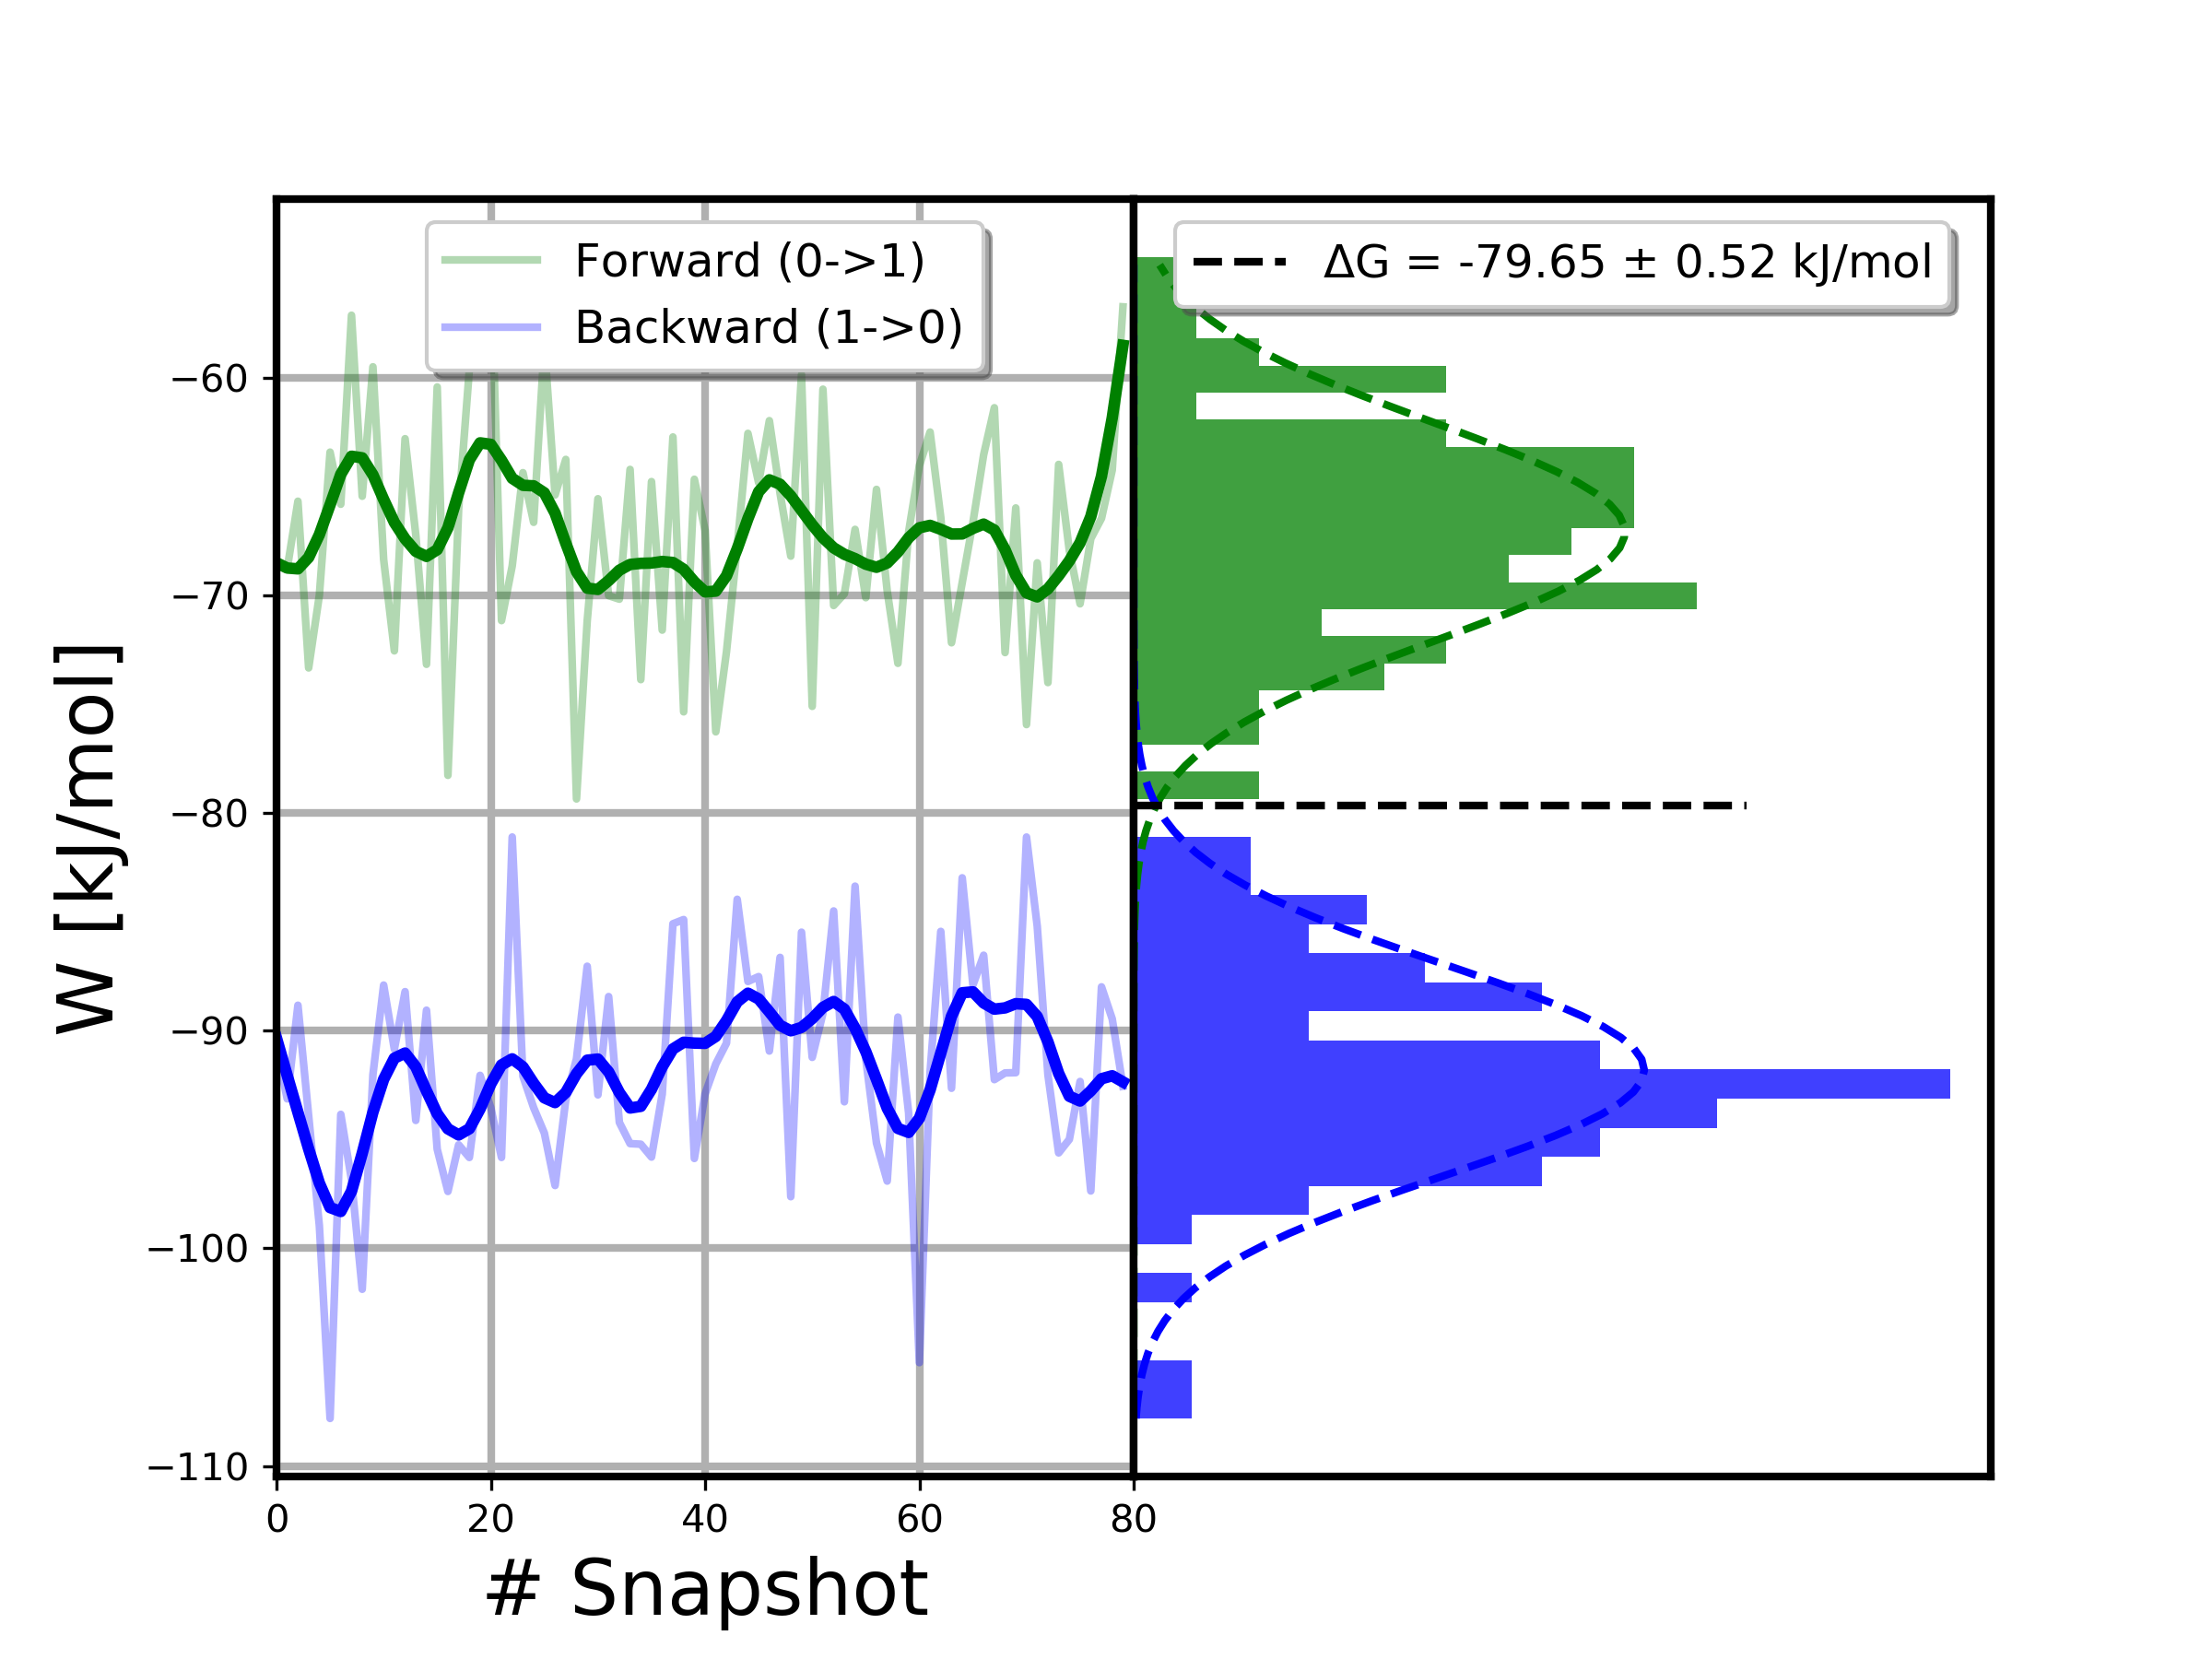 Forward (0->1)
Backward (1->0)
ΔG = -79.65 ± 0.52 kJ/mol
W [kJ/mol]
−60
−70
−80
−90
−100
−110
0 20 40 60 80
# Snapshot